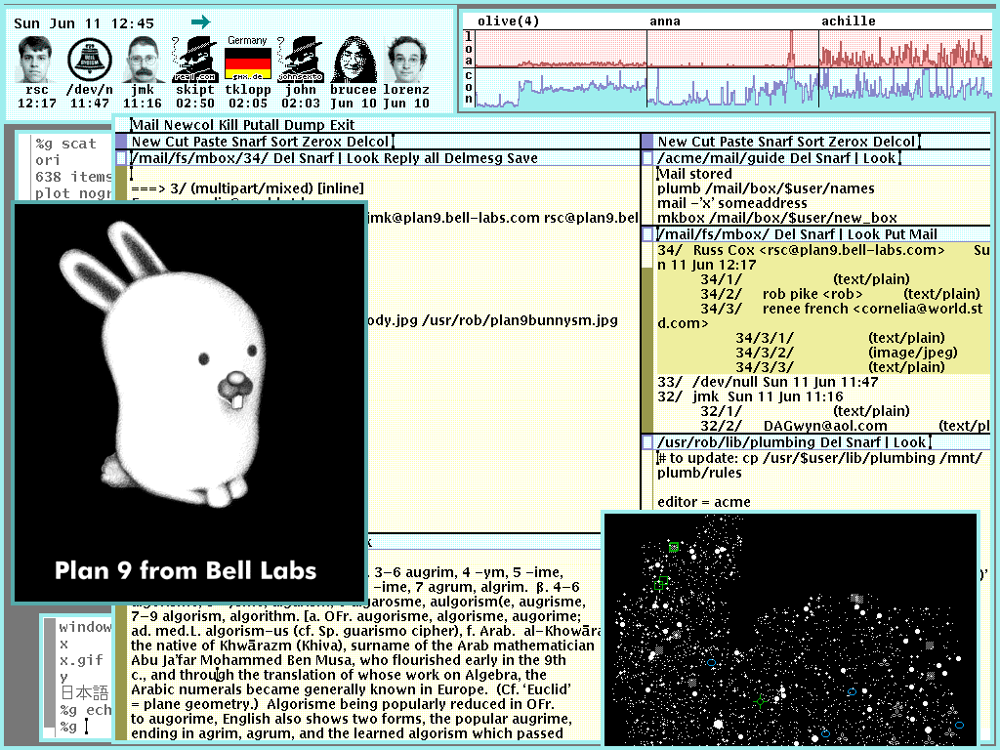 Sun Jun 11 12:45
Germany
rsc /dev/n jmk skipt tklopp john brucee lorenz
12:17 11:47 11:16 02:50 02:05 02:03 Jun 10 Jun 10
olive(4) anna achille
loa
con
%g scat
ori
638 items
plot nogr
Mail Newcol Kill Putall Dump Exit
New Cut Paste Snarf Sort Zerox Delcol
/mail/fs/mbox/34/ Del Snarf | Look Reply all Delmesg Save
===> 3/ (multipart/mixed) [inline]
jmk@plan9.bell-labs.com rsc@plan9.bel
ody.jpg /usr/rob/plan9bunnysm.jpg
Plan 9 from Bell Labs
k
. 3-6 augrim, 4 -ym, 5 -ime,
-ime, 7 agrum, algrim. β. 4-6
algarosme, aulgorism(e, augrisme,
7-9 algorism, algorithm. [a. OFr. augorisme, algorisme, augorime;
ad. med.L. algorism-us (cf. Sp. guarismo cipher), f. Arab. al-Khowāra
the native of Khwārazm (Khiva), surname of the Arab mathematician
Abu Ja'far Mohammed Ben Musa, who flourished early in the 9th
c., and through the translation of whose work on Algebra, the
Arabic numerals became generally known in Europe. (Cf. 'Euclid'
= plane geometry.) Algorisme being popularly reduced in OFr.
to augorime, English also shows two forms, the popular augrime,
ending in agrim, agrum, and the learned algorism which passed
window
x
x.gif
y
日本語
%g ech
%g
New Cut Paste Snarf Sort Zerox Delcol
/acme/mail/guide Del Snarf | Look
Mail stored
plumb /mail/box/$user/names
mail -'x' someaddress
mkbox /mail/box/$user/new_box
/mail/fs/mbox/ Del Snarf | Look Put Mail
34/ Russ Cox <rsc@plan9.bell-labs.com> Su
n 11 Jun 12:17
34/1/ (text/plain)
34/2/ rob pike <rob> (text/plain)
34/3/ renee french <cornelia@world.st
d.com>
34/3/1/ (text/plain)
34/3/2/ (image/jpeg)
34/3/3/ (text/plain)
33/ /dev/null Sun 11 Jun 11:47
32/ jmk Sun 11 Jun 11:16
32/1/ (text/plain)
32/2/ DAGwyn@aol.com (text/pl
/usr/rob/lib/plumbing Del Snarf | Look
# to update: cp /usr/$user/lib/plumbing /mnt/
plumb/rules
editor = acme
)'